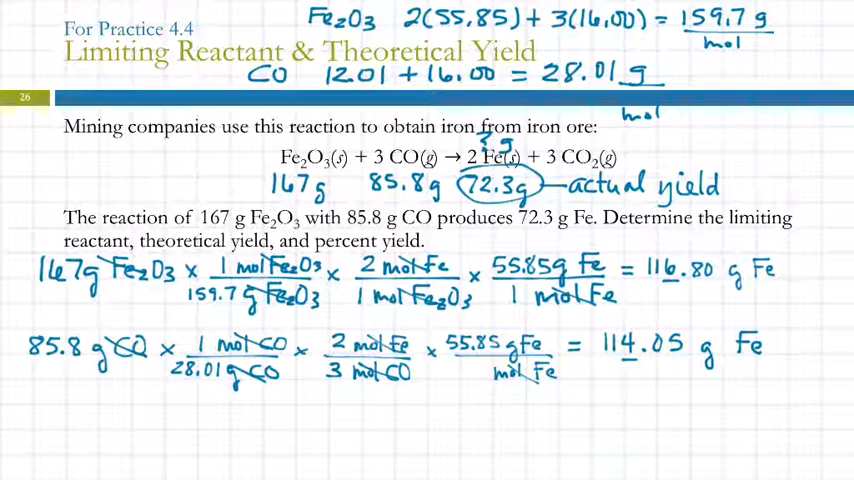 Fe₂O₃ 2(55.85) + 3(16.00) = 159.7 g/mol
For Practice 4.4
Limiting Reactant & Theoretical Yield
CO 12.01 + 16.00 = 28.01 g/mol
26
Mining companies use this reaction to obtain iron from iron ore:
? g
Fe₂O₃(s) + 3 CO(g) → 2 Fe(s) + 3 CO₂(g)
167g 85.8g 72.3g — actual yield
The reaction of 167 g Fe₂O₃ with 85.8 g CO produces 72.3 g Fe. Determine the limiting
reactant, theoretical yield, and percent yield.
167g Fe₂O₃ × 1 mol Fe₂O₃ / 159.7 g Fe₂O₃ × 2 mol Fe / 1 mol Fe₂O₃ × 55.85g Fe / 1 mol Fe = 116.80 g Fe
85.8 g CO × 1 mol CO / 28.01 g CO × 2 mol Fe / 3 mol CO × 55.85 g Fe / mol Fe = 114.05 g Fe